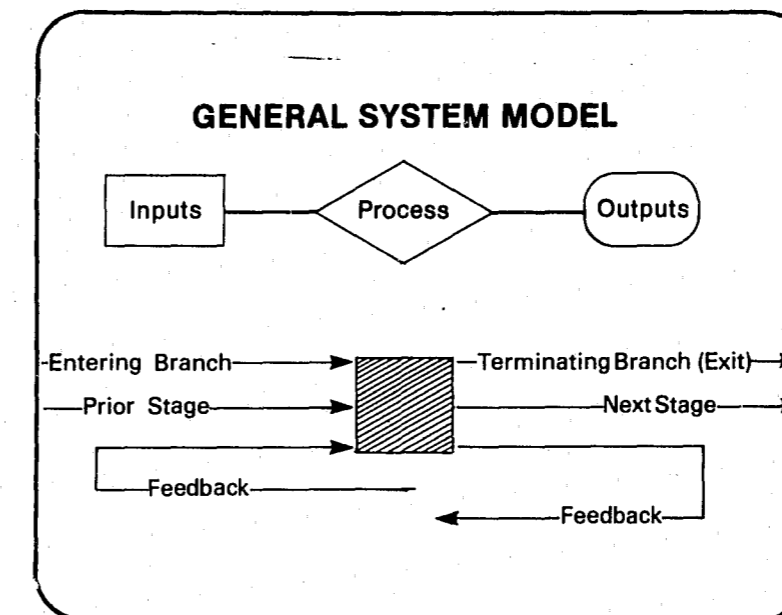 GENERAL SYSTEM MODEL
Inputs Process Outputs
Entering Branch Terminating Branch (Exit)
Prior Stage Next Stage
Feedback
Feedback